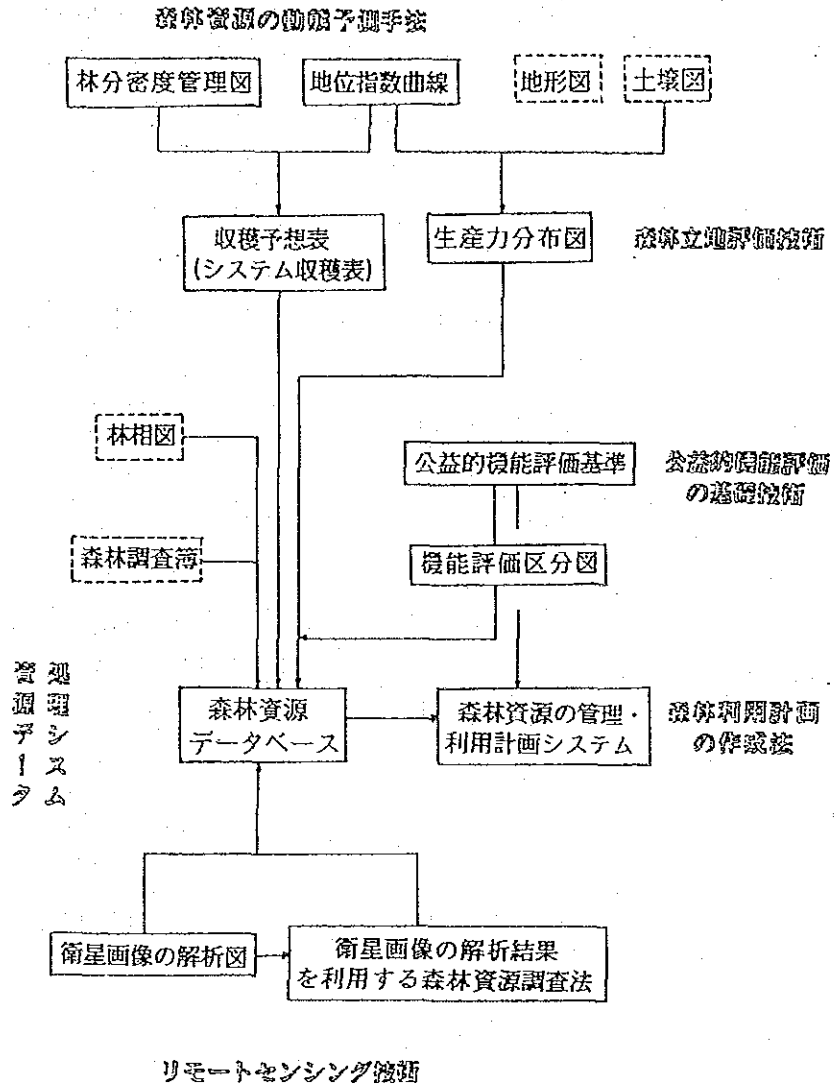 森林資源の動態予測手法
林分密度管理図
地位指数曲線
地形図
土壌図
収穫予想表
(システム収穫表)
生産力分布図
森林立地評価技術
林相図
公益的機能評価基準
公益的機能評価
の基礎技術
森林調査簿
機能評価区分図
処理システム
資源データ
森林資源
データベース
森林資源の管理・
利用計画システム
森林利用計画
の作成法
衛星画像の解析図
衛星画像の解析結果
を利用する森林資源調査法
リモートセンシング技術